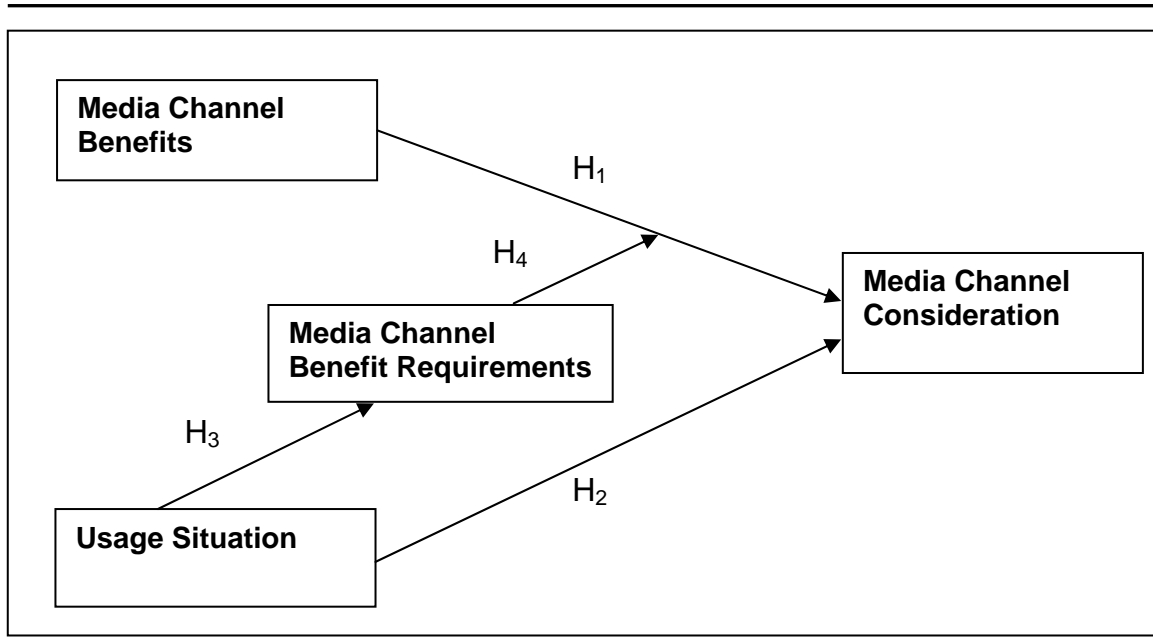 Media Channel
Benefits
H₁
H₄
Media Channel
Consideration
Media Channel
Benefit Requirements
H₃
H₂
Usage Situation